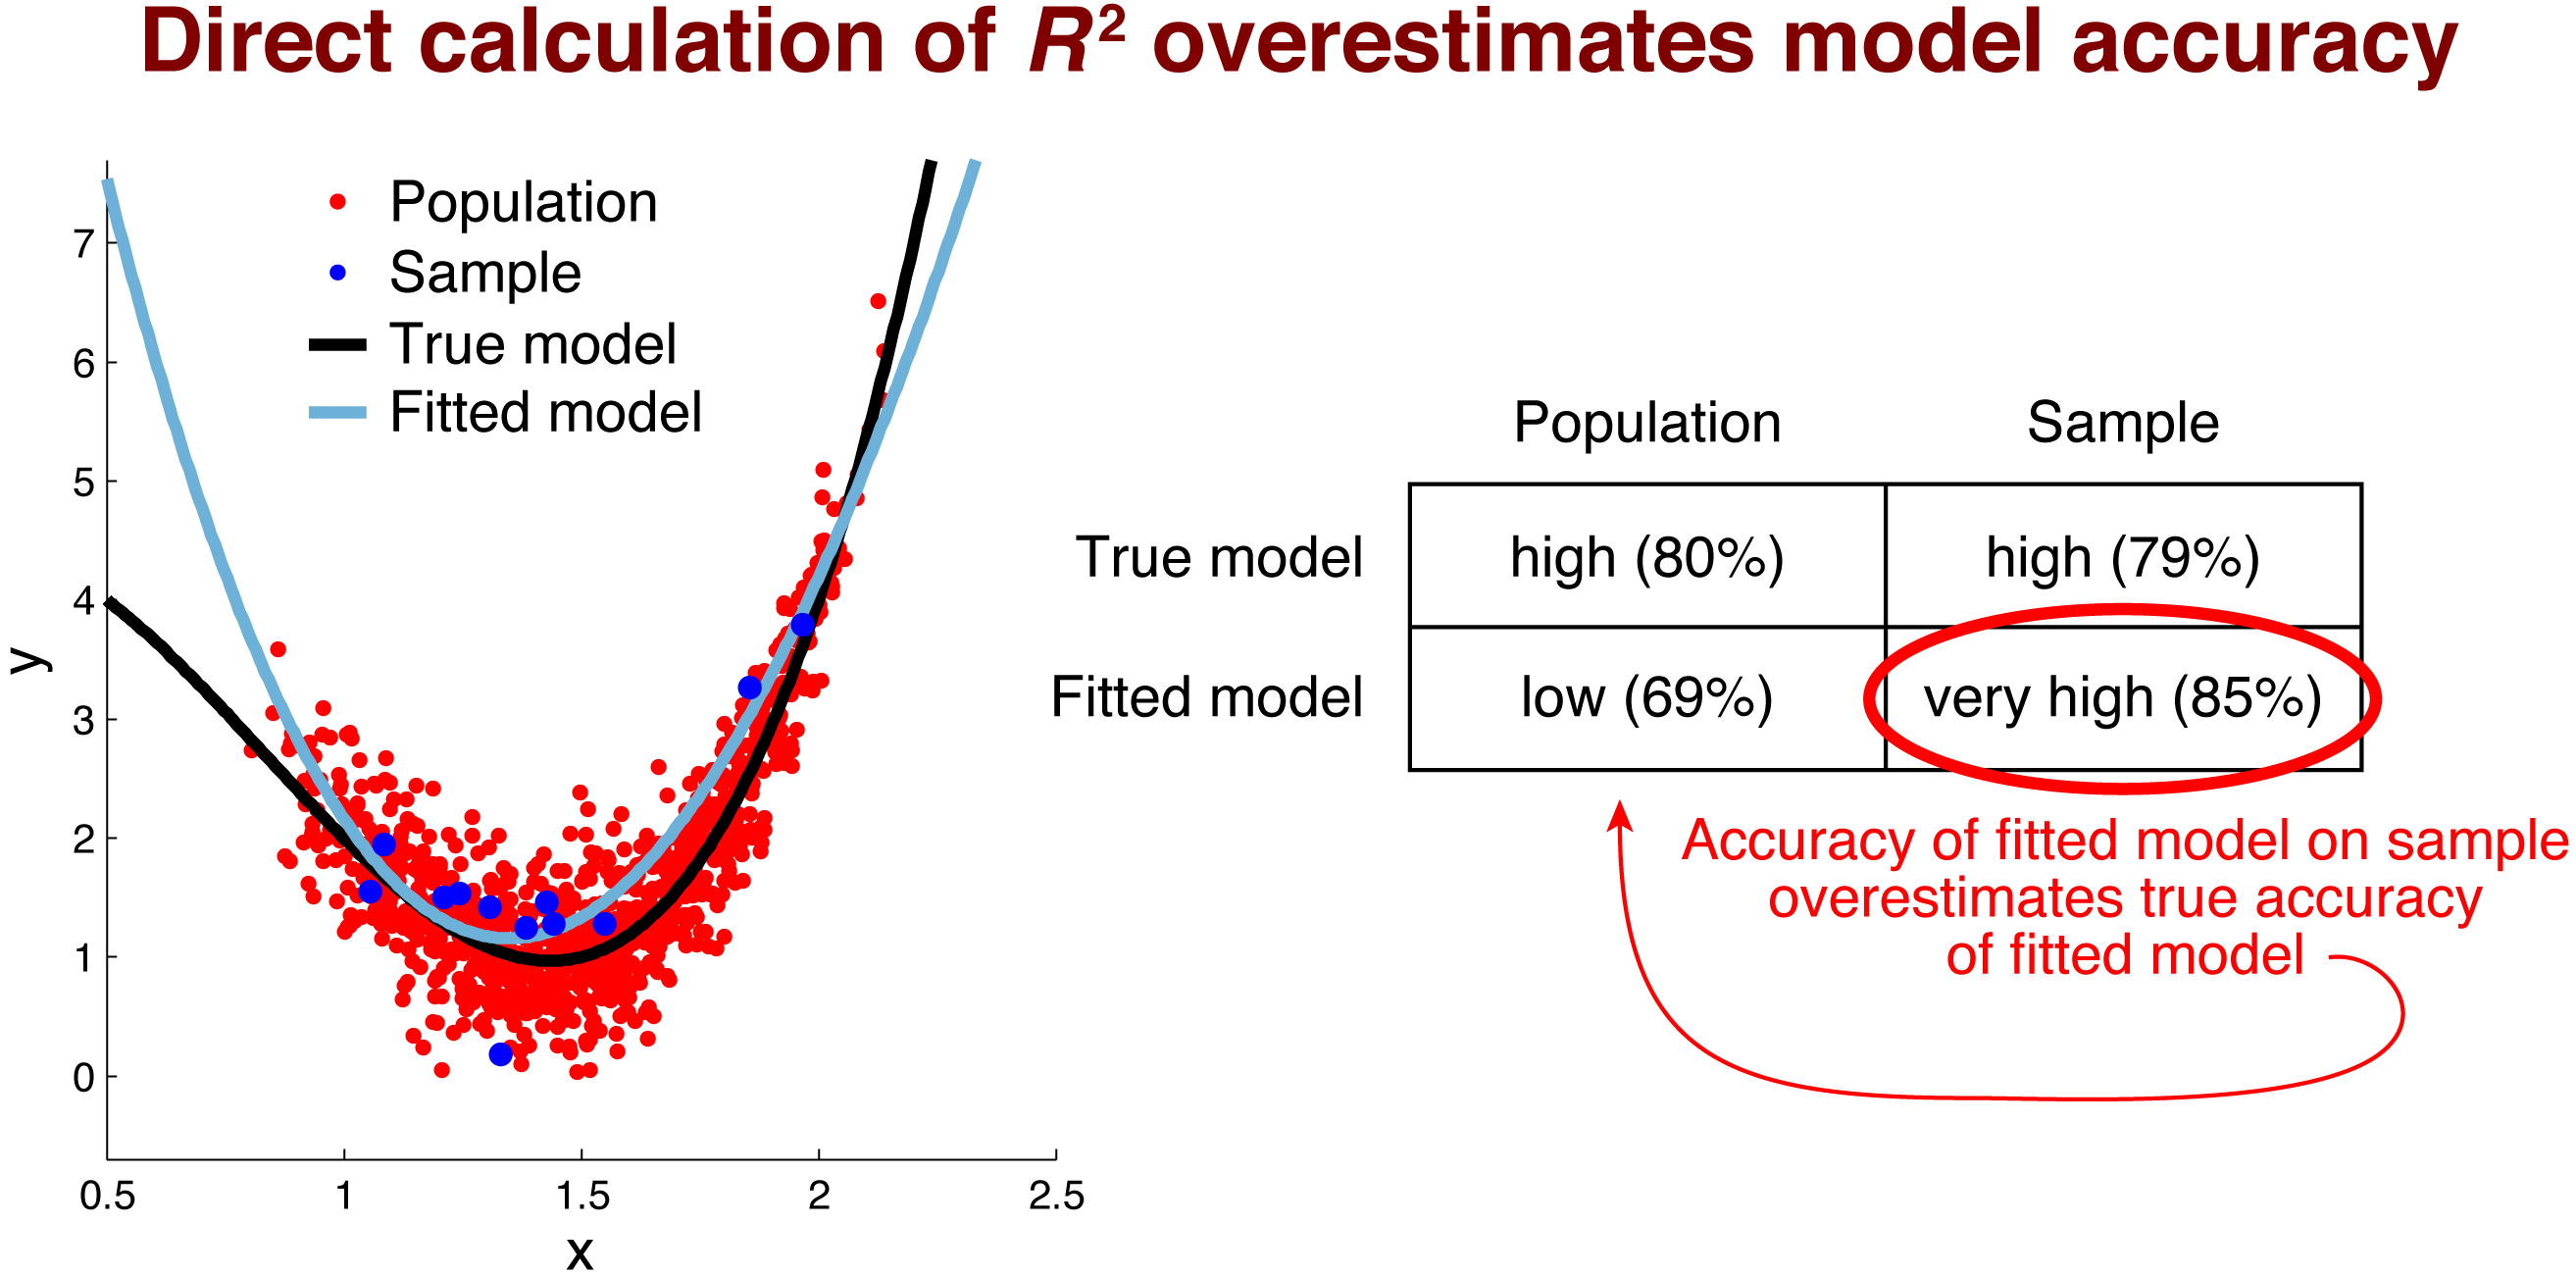 Direct calculation of R² overestimates model accuracy
Population
Sample
True model
Fitted model
7
6
5
4
3
2
1
0
y
0.5 1 1.5 2 2.5
x
Population Sample
True model high (80%) high (79%)
Fitted model low (69%) very high (85%)
Accuracy of fitted model on sample
overestimates true accuracy
of fitted model